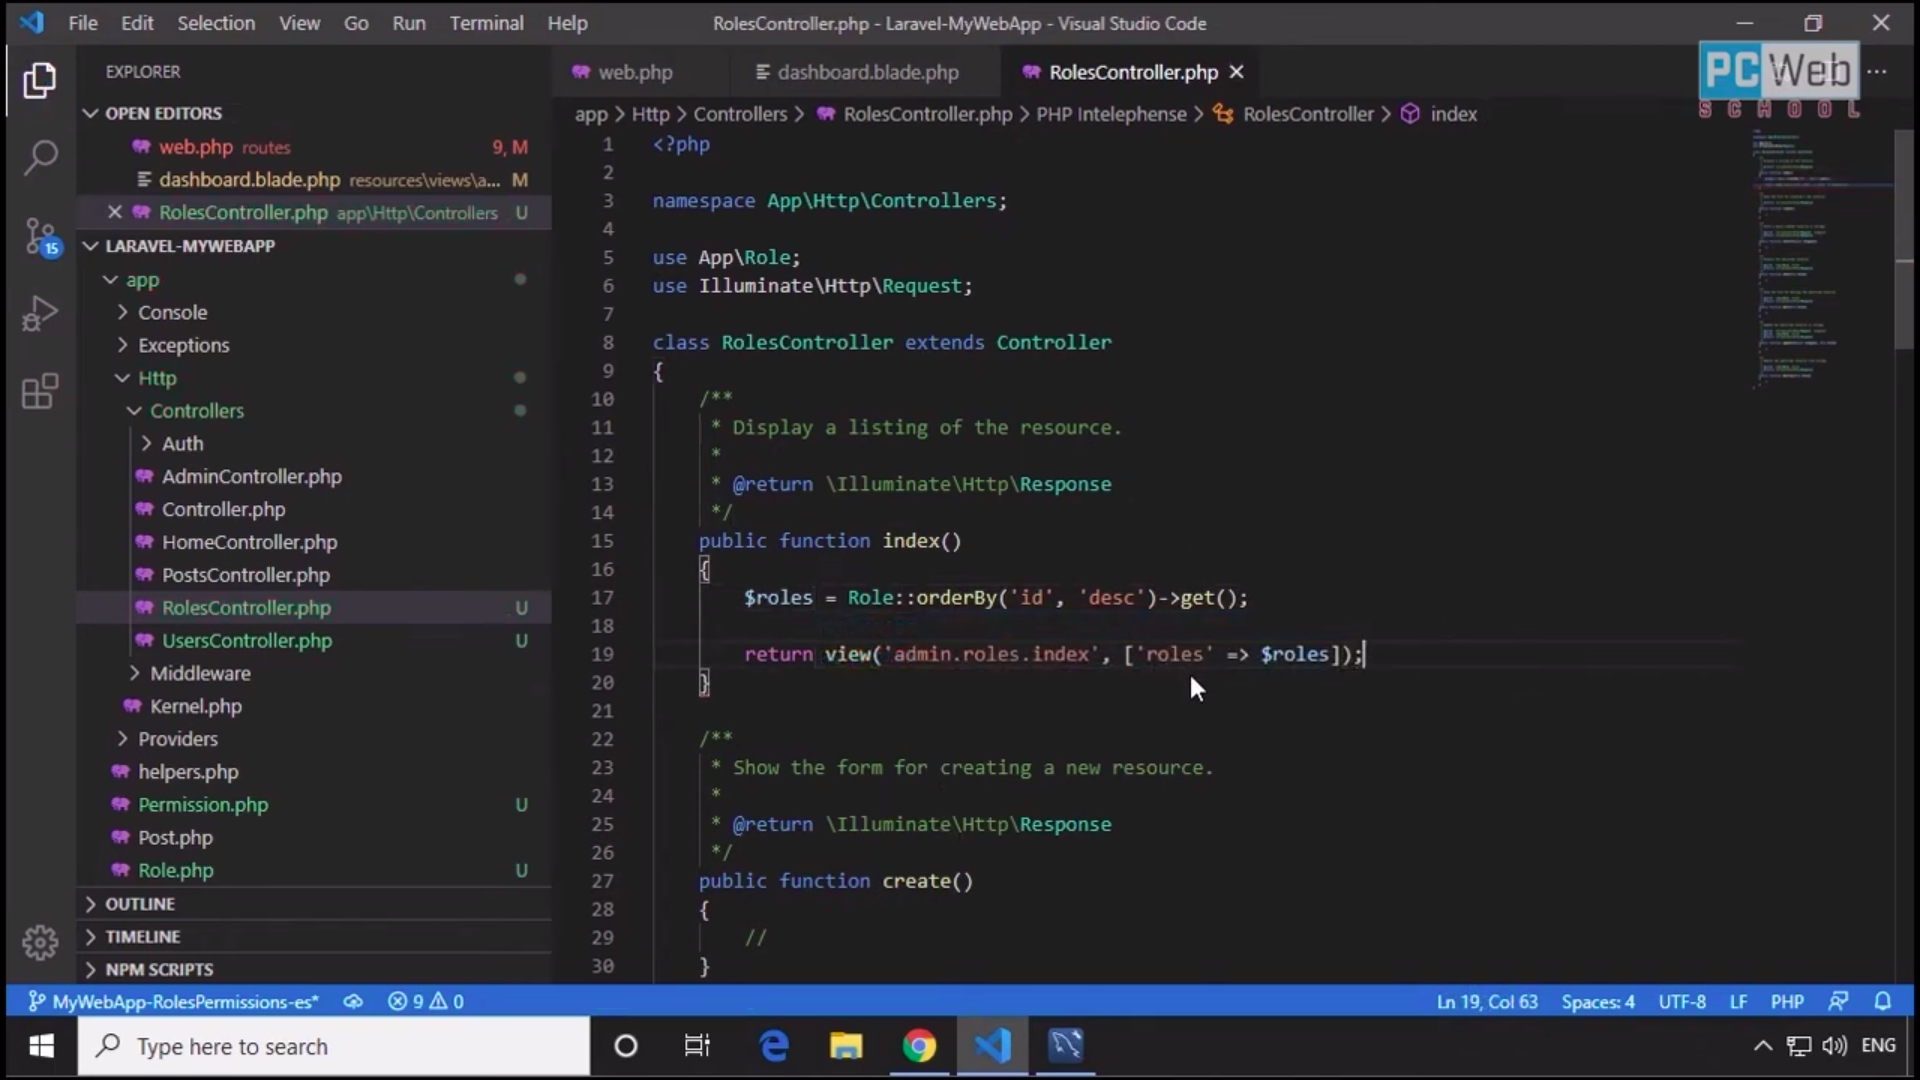 File Edit Selection View Go Run Terminal Help
RolesController.php - Laravel-MyWebApp - Visual Studio Code
PC Web
SCHOOL
EXPLORER
OPEN EDITORS
web.php routes 9, M
dashboard.blade.php resources\views\a... M
RolesController.php app\Http\Controllers U
LARAVEL-MYWEBAPP
app
Console
Exceptions
Http
Controllers
Auth
AdminController.php
Controller.php
HomeController.php
PostsController.php
RolesController.php U
UsersController.php U
Middleware
Kernel.php
Providers
helpers.php
Permission.php U
Post.php
Role.php U
OUTLINE
TIMELINE
NPM SCRIPTS
15
web.php dashboard.blade.php RolesController.php
app > Http > Controllers > RolesController.php > PHP Intelephense > RolesController > index
1 <?php
2
3 namespace App\Http\Controllers;
4
5 use App\Role;
6 use Illuminate\Http\Request;
7
8 class RolesController extends Controller
9 {
10 /**
11 * Display a listing of the resource.
12 *
13 * @return \Illuminate\Http\Response
14 */
15 public function index()
16 {
17 $roles = Role::orderBy('id', 'desc')->get();
18
19 return view('admin.roles.index', ['roles' => $roles]);
20 }
21
22 /**
23 * Show the form for creating a new resource.
24 *
25 * @return \Illuminate\Http\Response
26 */
27 public function create()
28 {
29 //
30 }
MyWebApp-RolesPermissions-es* 9 0
Ln 19, Col 63 Spaces: 4 UTF-8 LF PHP
Type here to search
ENG